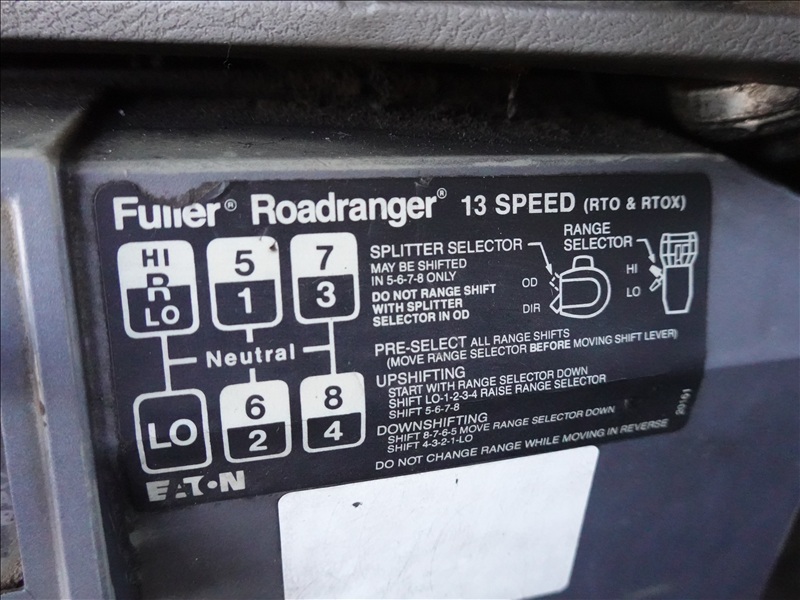 Fuller® Roadranger® 13 SPEED (RTO & RTOX)
HI
R
LO
5
1
7
3
Neutral
LO
6
2
8
4
EATON
SPLITTER SELECTOR
MAY BE SHIFTED
IN 5-6-7-8 ONLY
DO NOT RANGE SHIFT
WITH SPLITTER
SELECTOR IN OD
OD
DIR
RANGE
SELECTOR
HI
LO
PRE-SELECT ALL RANGE SHIFTS
(MOVE RANGE SELECTOR BEFORE MOVING SHIFT LEVER)
UPSHIFTING
START WITH RANGE SELECTOR DOWN
SHIFT LO-1-2-3-4 RAISE RANGE SELECTOR
SHIFT 5-6-7-8
DOWNSHIFTING
SHIFT 8-7-6-5 MOVE RANGE SELECTOR DOWN
SHIFT 4-3-2-1-LO
DO NOT CHANGE RANGE WHILE MOVING IN REVERSE
20161